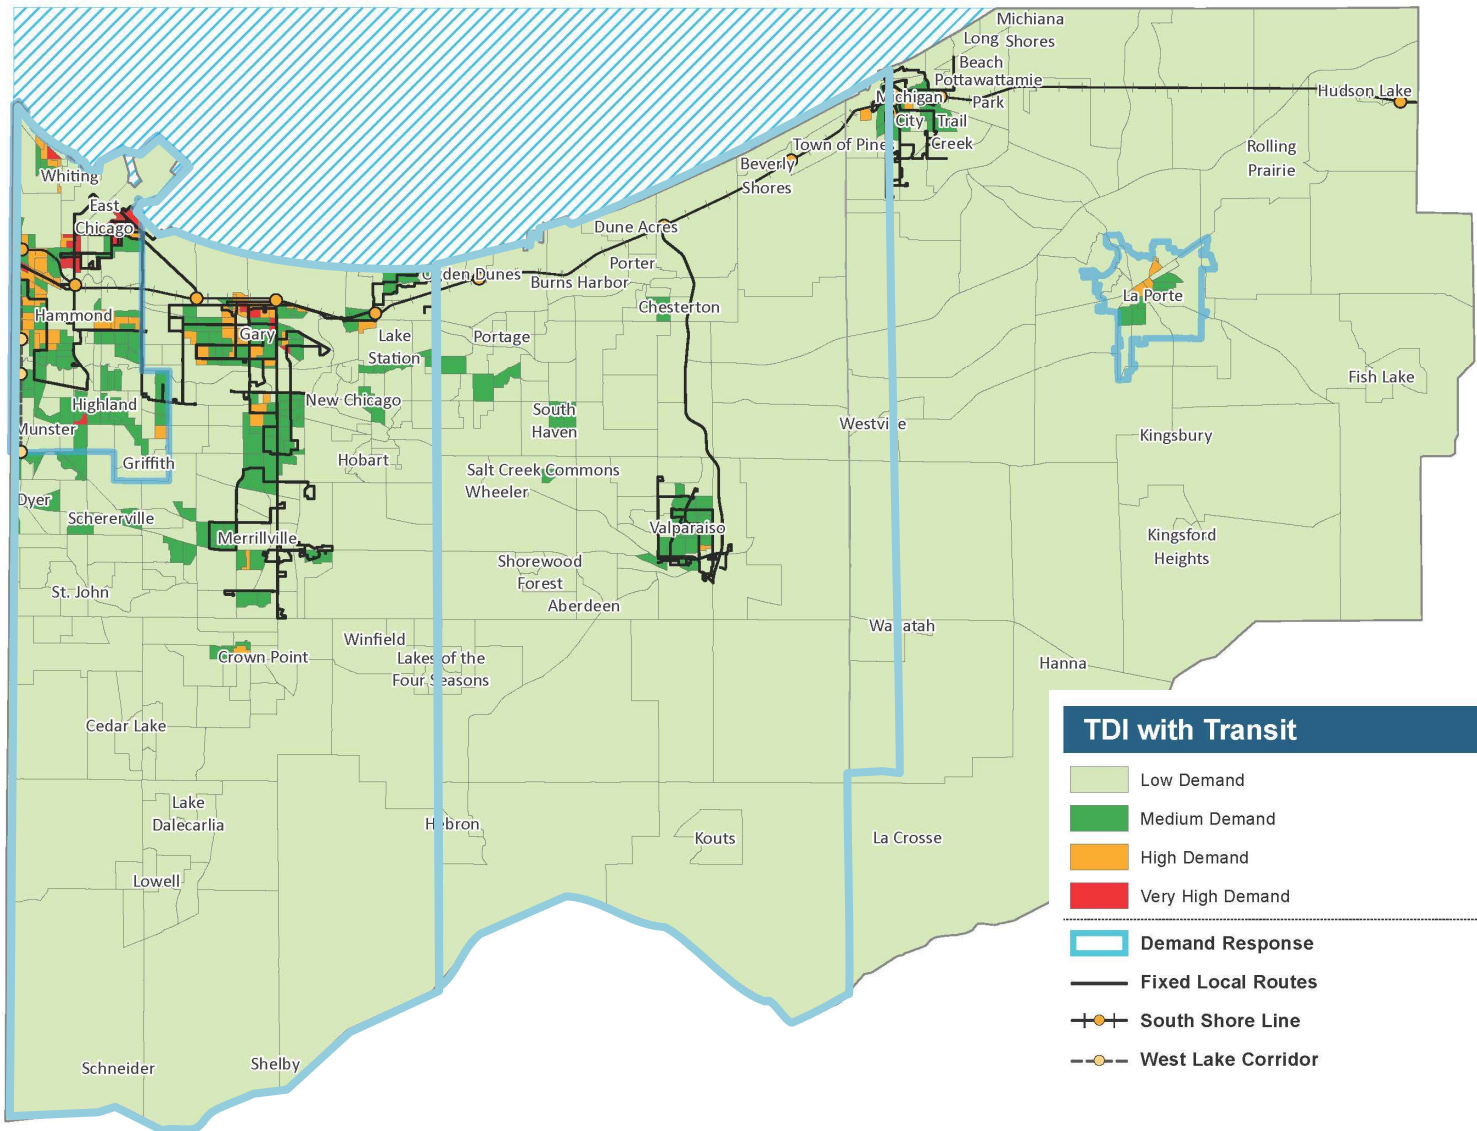 Michiana
Shores
Long
Beach
Pottawattamie
Park
Hudson Lake
Michigan
City
Trail
Creek
Town of Pines
Rolling
Prairie
Beverly
Shores
Whiting
East
Chicago
Dune Acres
Porter
Ogden Dunes
Burns Harbor
Chesterton
La Porte
Hammond
Gary
Lake
Station
Portage
Fish Lake
New Chicago
Highland
South
Haven
Munster
Westville
Kingsbury
Griffith
Hobart
Salt Creek Commons
Wheeler
Dyer
Schererville
Merrillville
Valparaiso
Kingsford
Heights
Shorewood
Forest
St. John
Aberdeen
Winfield
Wanatah
Crown Point
Lakes of the
Four Seasons
Hanna
Cedar Lake
Lake
Dalecarlia
Hebron
Kouts
La Crosse
Lowell
Schneider
Shelby
TDI with Transit
Low Demand
Medium Demand
High Demand
Very High Demand
Demand Response
Fixed Local Routes
South Shore Line
West Lake Corridor